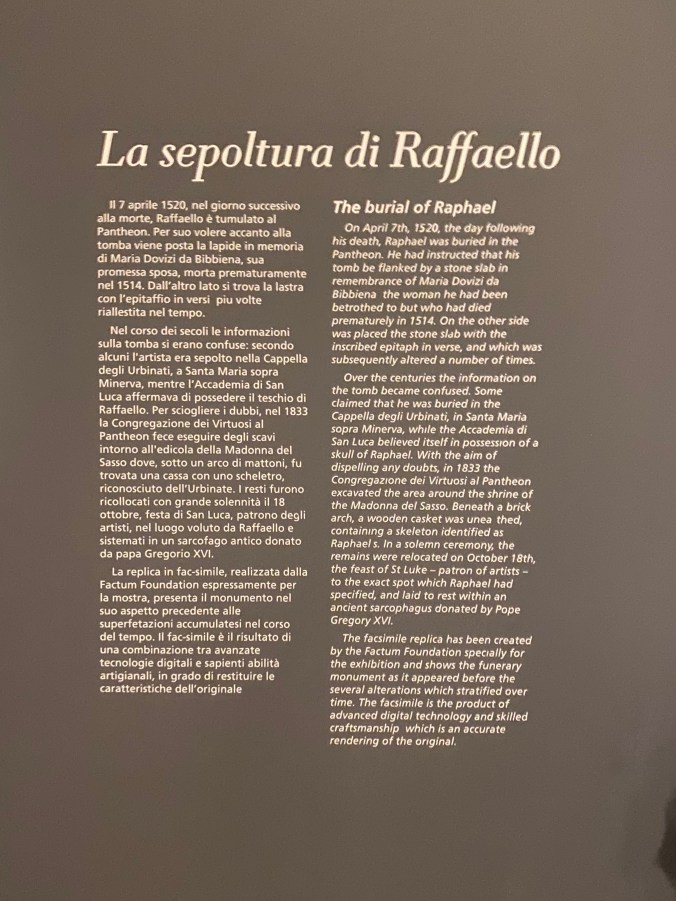 La sepoltura di Raffaello
Il 7 aprile 1520, nel giorno successivo
alla morte, Raffaello è tumulato al
Pantheon. Per suo volere accanto alla
tomba viene posta la lapide in memoria
di Maria Dovizi da Bibbiena, sua
promessa sposa, morta prematuramente
nel 1514. Dall'altro lato si trova la lastra
con l'epitaffio in versi piu volte
riallestita nel tempo.
Nel corso dei secoli le informazioni
sulla tomba si erano confuse: secondo
alcuni l'artista era sepolto nella Cappella
degli Urbinati, a Santa Maria sopra
Minerva, mentre l'Accademia di San
Luca affermava di possedere il teschio di
Raffaello. Per sciogliere i dubbi, nel 1833
la Congregazione dei Virtuosi al
Pantheon fece eseguire degli scavi
intorno all'edicola della Madonna del
Sasso dove, sotto un arco di mattoni, fu
trovata una cassa con uno scheletro,
riconosciuto dell'Urbinate. I resti furono
ricollocati con grande solennità il 18
ottobre, festa di San Luca, patrono degli
artisti, nel luogo voluto da Raffaello e
sistemati in un sarcofago antico donato
da papa Gregorio XVI.
La replica in fac-simile, realizzata dalla
Factum Foundation espressamente per
la mostra, presenta il monumento nel
suo aspetto precedente alle
superfetazioni accumulatesi nel corso
del tempo. Il fac-simile è il risultato di
una combinazione tra avanzate
tecnologie digitali e sapienti abilità
artigianali, in grado di restituire le
caratteristiche dell'originale
The burial of Raphael
On April 7th, 1520, the day following
his death, Raphael was buried in the
Pantheon. He had instructed that his
tomb be flanked by a stone slab in
remembrance of Maria Dovizi da
Bibbiena the woman he had been
betrothed to but who had died
prematurely in 1514. On the other side
was placed the stone slab with the
inscribed epitaph in verse, and which was
subsequently altered a number of times.
Over the centuries the information on
the tomb became confused. Some
claimed that he was buried in the
Cappella degli Urbinati, in Santa Maria
sopra Minerva, while the Accademia di
San Luca believed itself in possession of a
skull of Raphael. With the aim of
dispelling any doubts, in 1833 the
Congregazione dei Virtuosi al Pantheon
excavated the area around the shrine of
the Madonna del Sasso. Beneath a brick
arch, a wooden casket was unea thed,
containing a skeleton identified as
Raphael s. In a solemn ceremony, the
remains were relocated on October 18th,
the feast of St Luke – patron of artists –
to the exact spot which Raphael had
specified, and laid to rest within an
ancient sarcophagus donated by Pope
Gregory XVI.
The facsimile replica has been created
by the Factum Foundation specially for
the exhibition and shows the funerary
monument as it appeared before the
several alterations which stratified over
time. The facsimile is the product of
advanced digital technology and skilled
craftsmanship which is an accurate
rendering of the original.